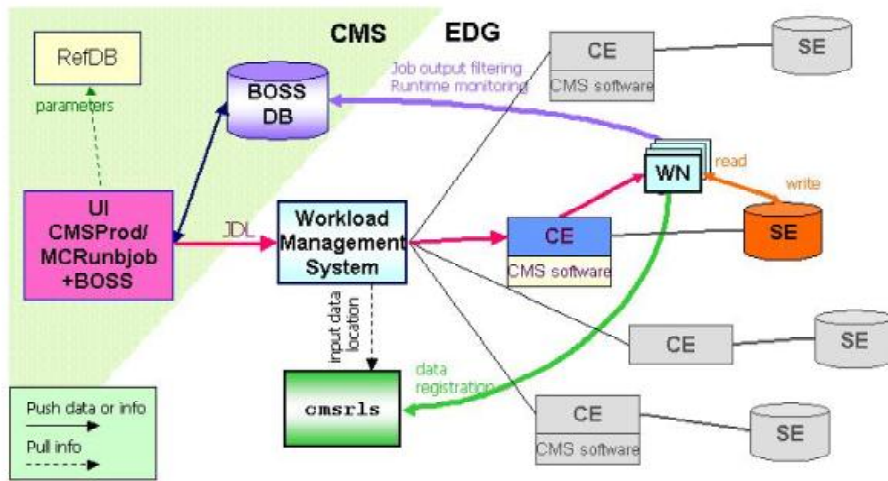 CMS EDG
RefDB
parameters
BOSS
DB
Job output filtering
Runtime monitoring
CE
CMS software
SE
WN
read
write
UI
CMSProd/
MCRunbjob
+BOSS
JDL
Workload
Management
System
CE
CMS software
SE
input data
location
CE
SE
data
registration
cmsrls
CE
CMS software
SE
Push data or info
Pull info